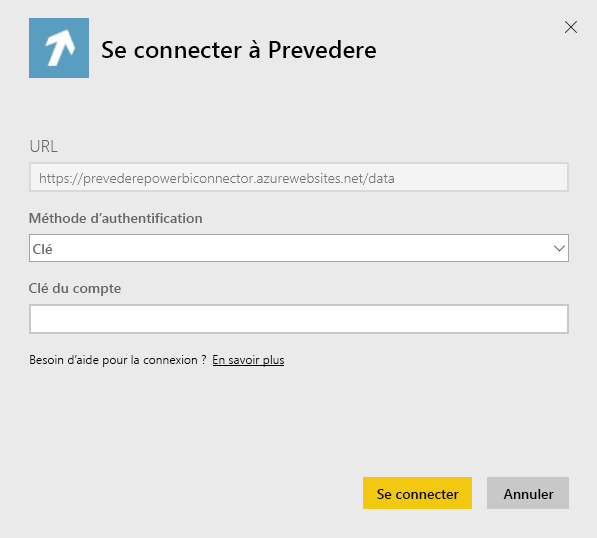 Se connecter à Prevedere
URL
https://prevederepowerbiconnector.azurewebsites.net/data
Méthode d'authentification
Clé
Clé du compte
Besoin d'aide pour la connexion ? En savoir plus
Se connecter Annuler